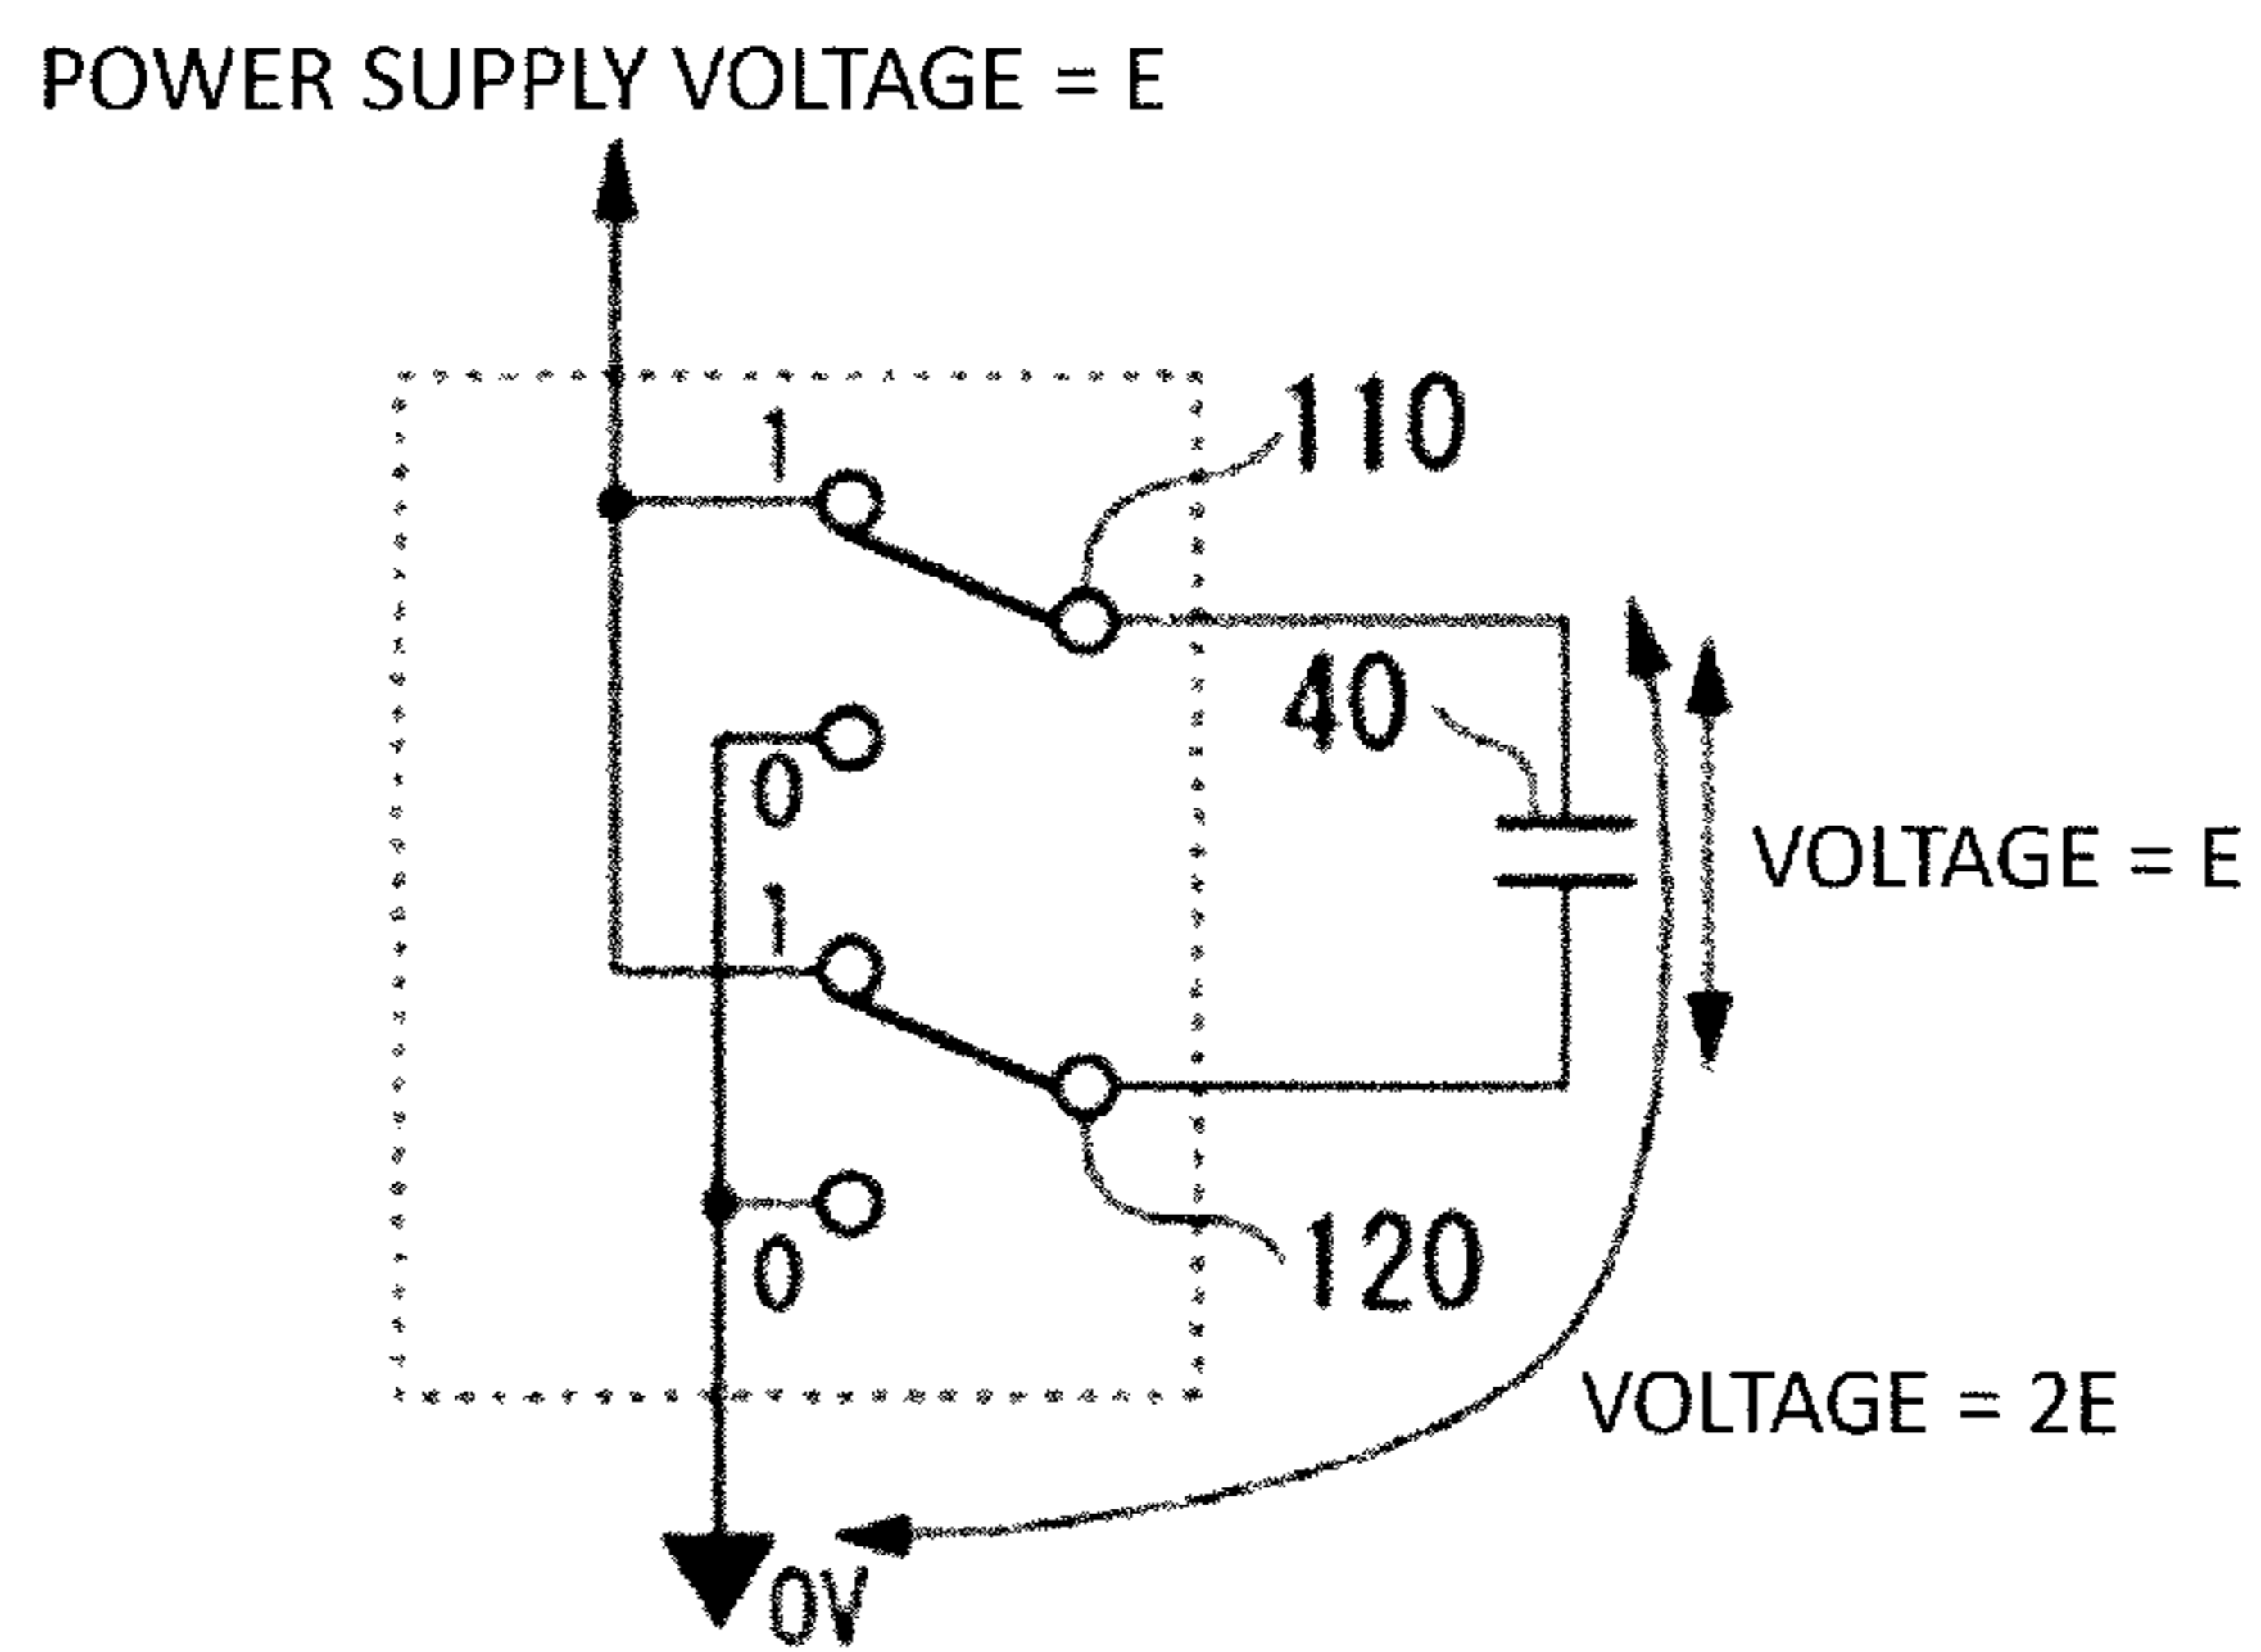 POWER SUPPLY VOLTAGE = E
1
110
40
0
VOLTAGE = E
1
120
0
VOLTAGE = 2E
0V